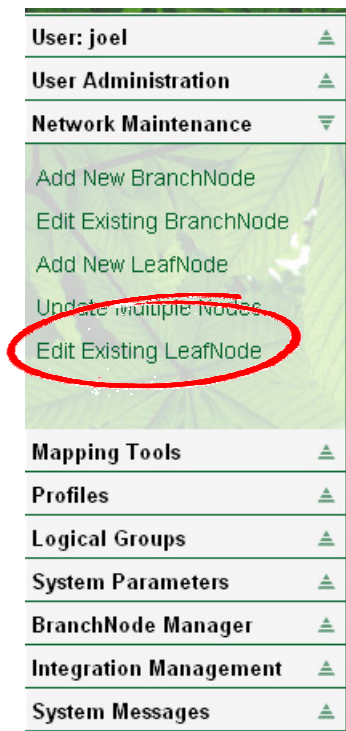 User: joel
User Administration
Network Maintenance
Add New BranchNode
Edit Existing BranchNode
Add New LeafNode
Update Multiple Nodes
Edit Existing LeafNode
Mapping Tools
Profiles
Logical Groups
System Parameters
BranchNode Manager
Integration Management
System Messages